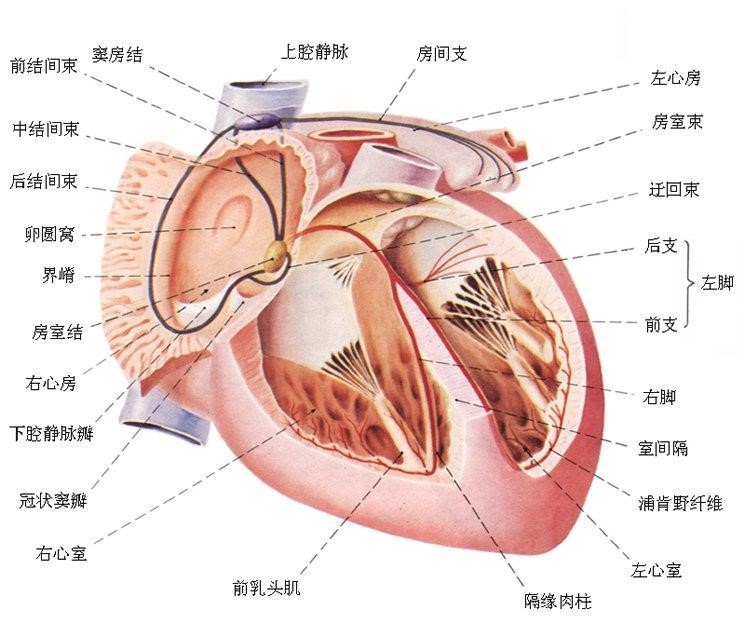 窦房结
上腔静脉
房间支
前结间束
左心房
中结间束
房室束
后结间束
迂回束
卵圆窝
后支
界嵴
左脚
房室结
前支
右心房
右脚
下腔静脉瓣
室间隔
冠状窦瓣
浦肯野纤维
右心室
左心室
前乳头肌
隔缘肉柱